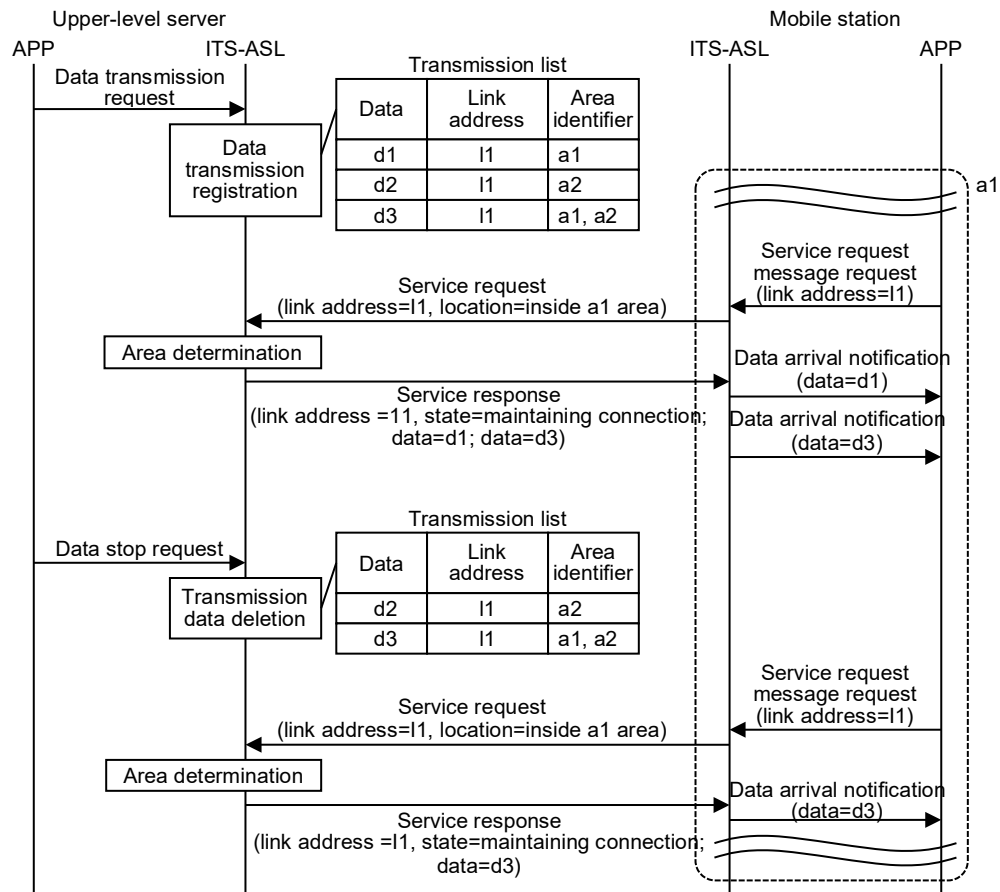 Upper-level server
Mobile station
APP
ITS-ASL
ITS-ASL
APP
Data transmission
request
Transmission list
Data
Link
address
Area
identifier
d1
l1
a1
d2
l1
a2
d3
l1
a1, a2
Data
transmission
registration
a1
Service request
message request
(link address=l1)
Service request
(link address=l1, location=inside a1 area)
Area determination
Data arrival notification
(data=d1)
Service response
(link address =11, state=maintaining connection;
data=d1; data=d3)
Data arrival notification
(data=d3)
Transmission list
Data stop request
Data
Link
address
Area
identifier
d2
l1
a2
d3
l1
a1, a2
Transmission
data deletion
Service request
message request
(link address=l1)
Service request
(link address=l1, location=inside a1 area)
Area determination
Data arrival notification
(data=d3)
Service response
(link address =l1, state=maintaining connection;
data=d3)